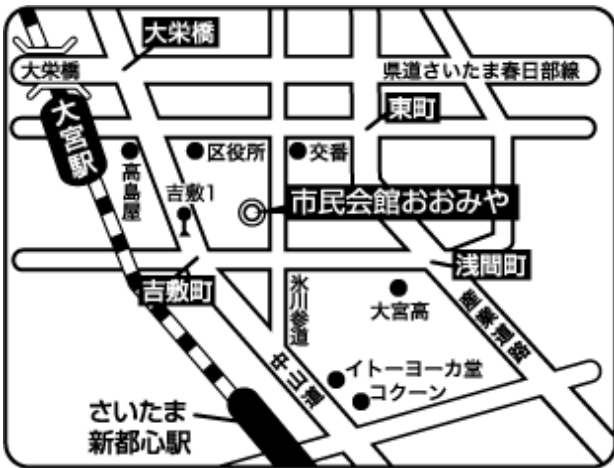 大栄橋
大栄橋
県道さいたま春日部線
大宮駅
東町
区役所
交番
高島屋
吉敷1
市民会館おおみや
浅間町
吉敷町
氷川参道
大宮高
産業道路
中山道
イトーヨーカ堂
コクーン
さいたま
新都心駅